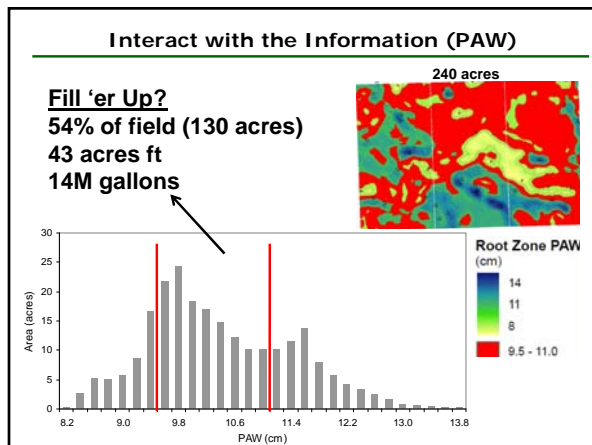 Interact with the Information (PAW)
240 acres
Fill ‘er Up?
54% of field (130 acres)
43 acres ft
14M gallons
Root Zone PAW
(cm)
14
11
8
9.5 - 11.0
30
25
20
15
10
5
0
Area (acres)
8.2 9.0 9.8 10.6 11.4 12.2 13.0 13.8
PAW (cm)